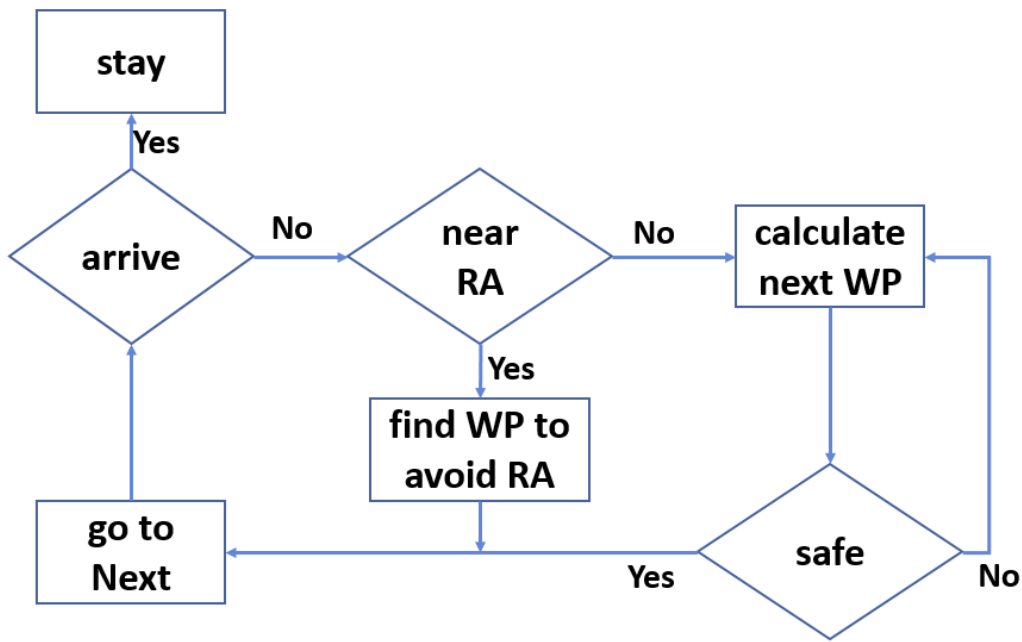 stay
Yes
arrive
No
near
RA
No
calculate
next WP
Yes
find WP to
avoid RA
go to
Next
Yes
safe
No